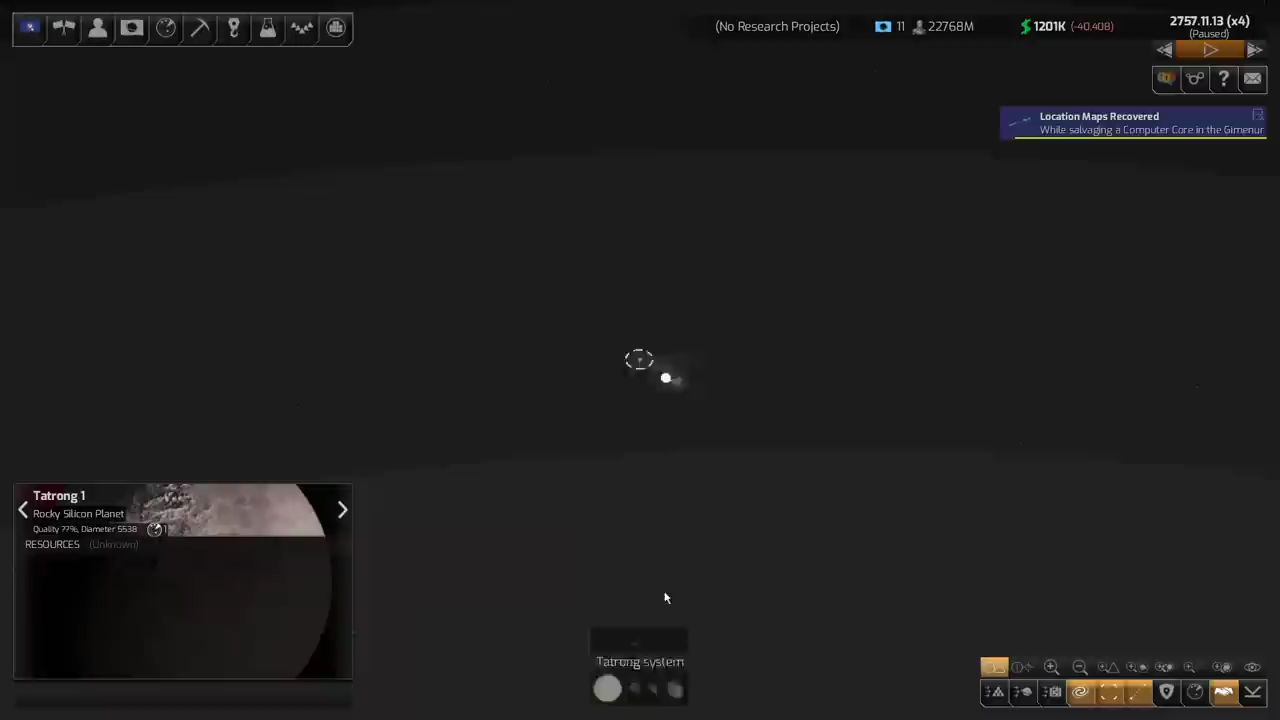 (No Research Projects) 11 22768M $ 1201K (-40,408) 2757.11.13 (x4)
(Paused)
?
Location Maps Recovered
While salvaging a Computer Core in the Gimenur
Tatrong 1
Rocky Silicon Planet
Quality ??%, Diameter 5538 1
RESOURCES (Unknown)
Tatrong system